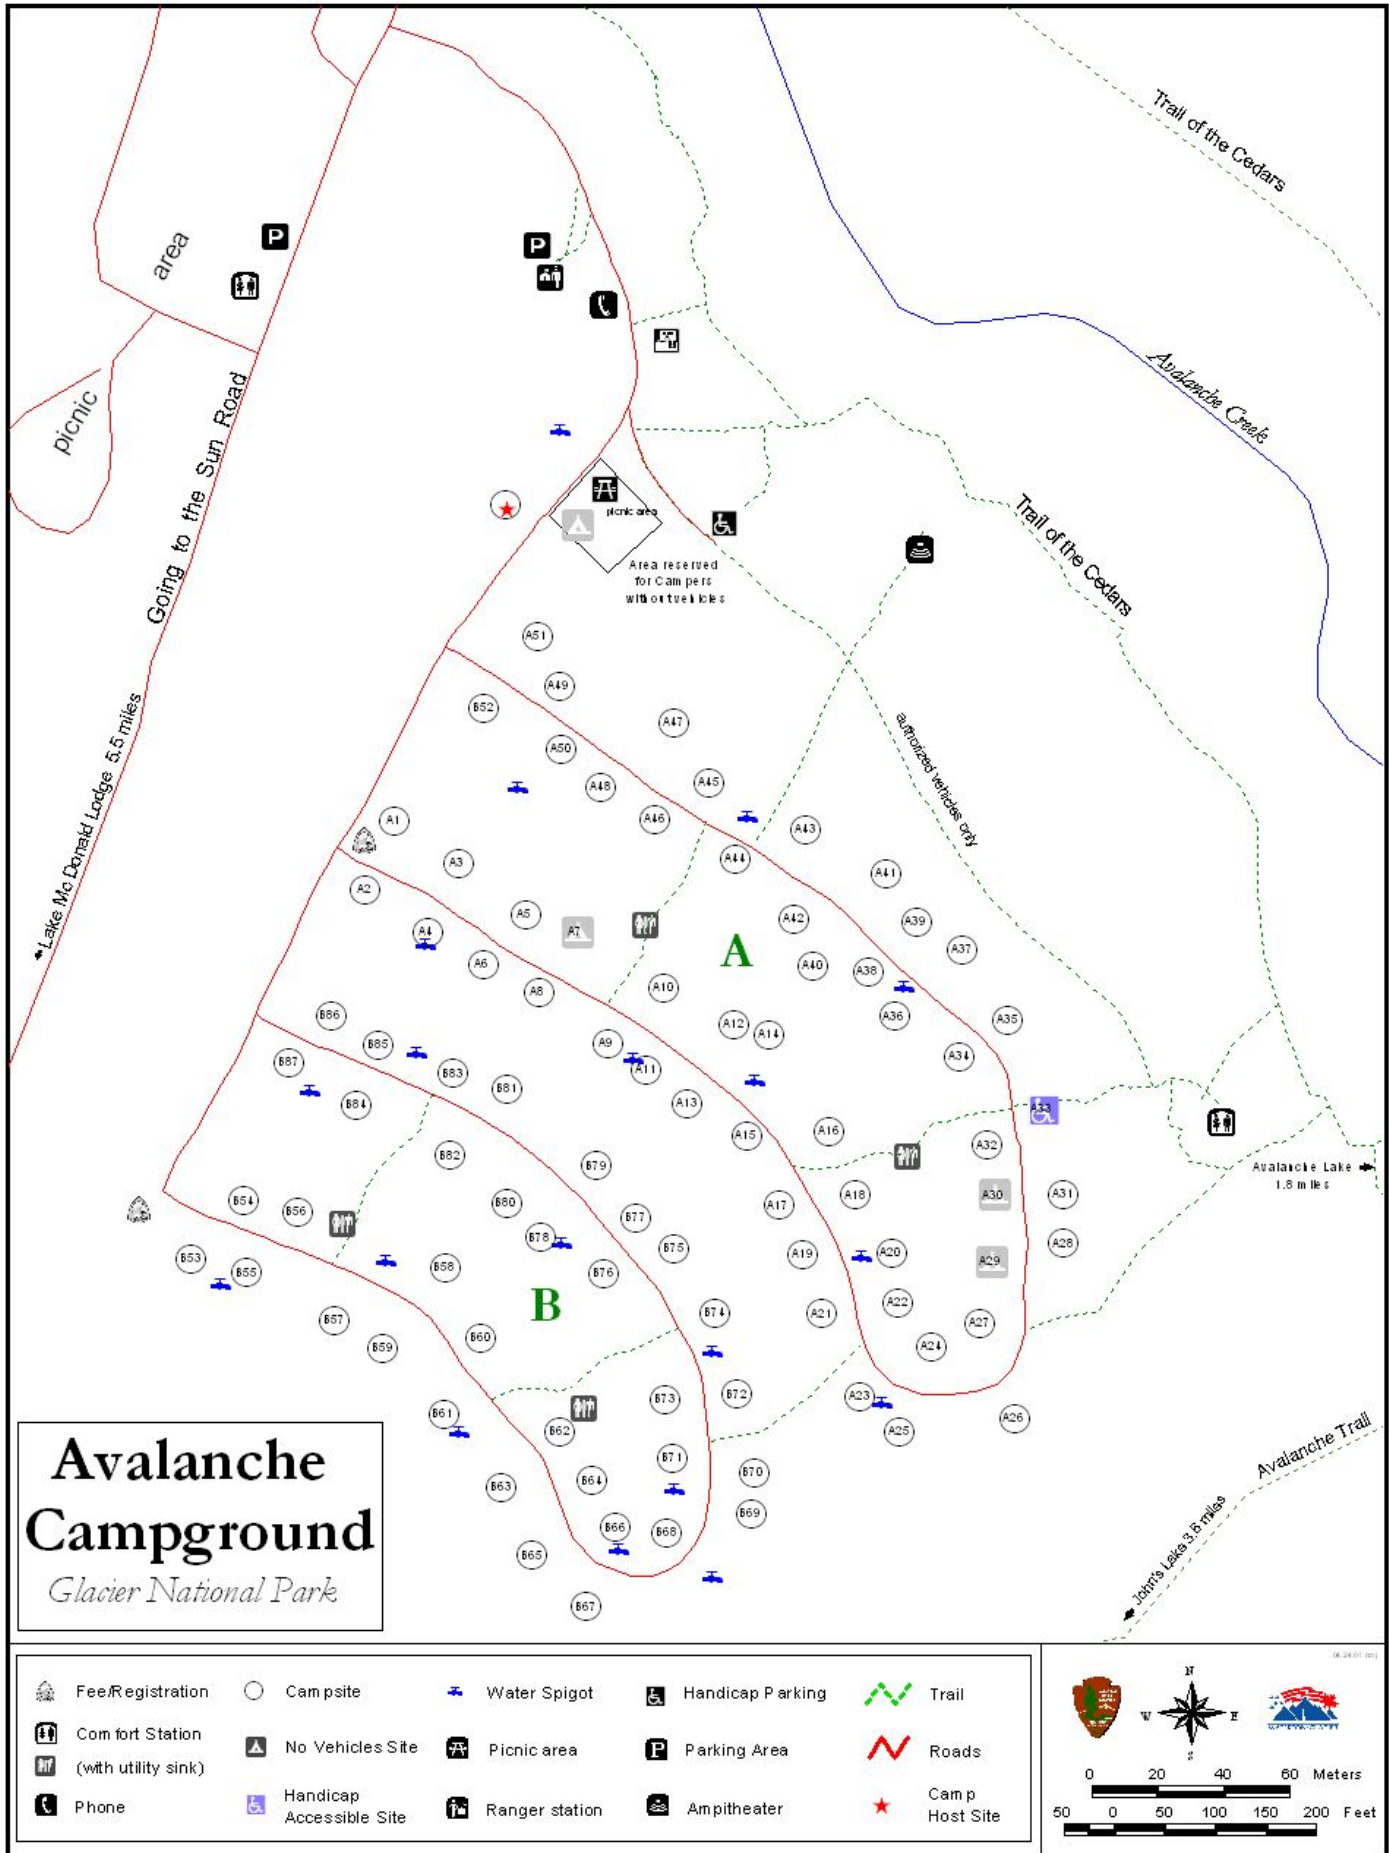 Trail of the Cedars
P
P
area
picnic
Going to the Sun Road
Avalanche Creek
picnic area
Area reserved
for Campers
without vehicles
Trail of the Cedars
A51
A49
B52
A47
A50
authorized vehicles only
A48
A45
Lake McDonald Lodge 5.5 miles
A1
A46
A43
A3
A44
A41
A2
A5
A42
A39
A4
A7
A
A37
A6
A40
A38
A8
A10
B86
A12
A14
A36
A35
B85
A9
B87
B83
A11
A34
B81
B84
A13
A33
A15
A16
A32
B82
B79
Avalanche Lake
1.8 miles
B54
B56
B80
A17
A18
A30
A31
B77
B78
B75
A19
A20
A28
B53
B55
B58
B76
A29
B
B57
B74
A21
A22
A27
B60
B59
A24
B61
B73
B72
A23
B62
A25
A26
Avalanche Trail
B71
B63
B64
B70
John's Lake 3.6 miles
B69
B66
B68
B65
B67
Avalanche
Campground
Glacier National Park
Fee/Registration
Campsite
Water Spigot
Handicap Parking
Trail
Comfort Station
(with utility sink)
No Vehicles Site
Picnic area
P
Parking Area
Roads
Phone
Handicap
Accessible Site
Ranger station
Ampitheater
Camp
Host Site
N
W E
S
0 20 40 60 Meters
50 0 50 100 150 200 Feet